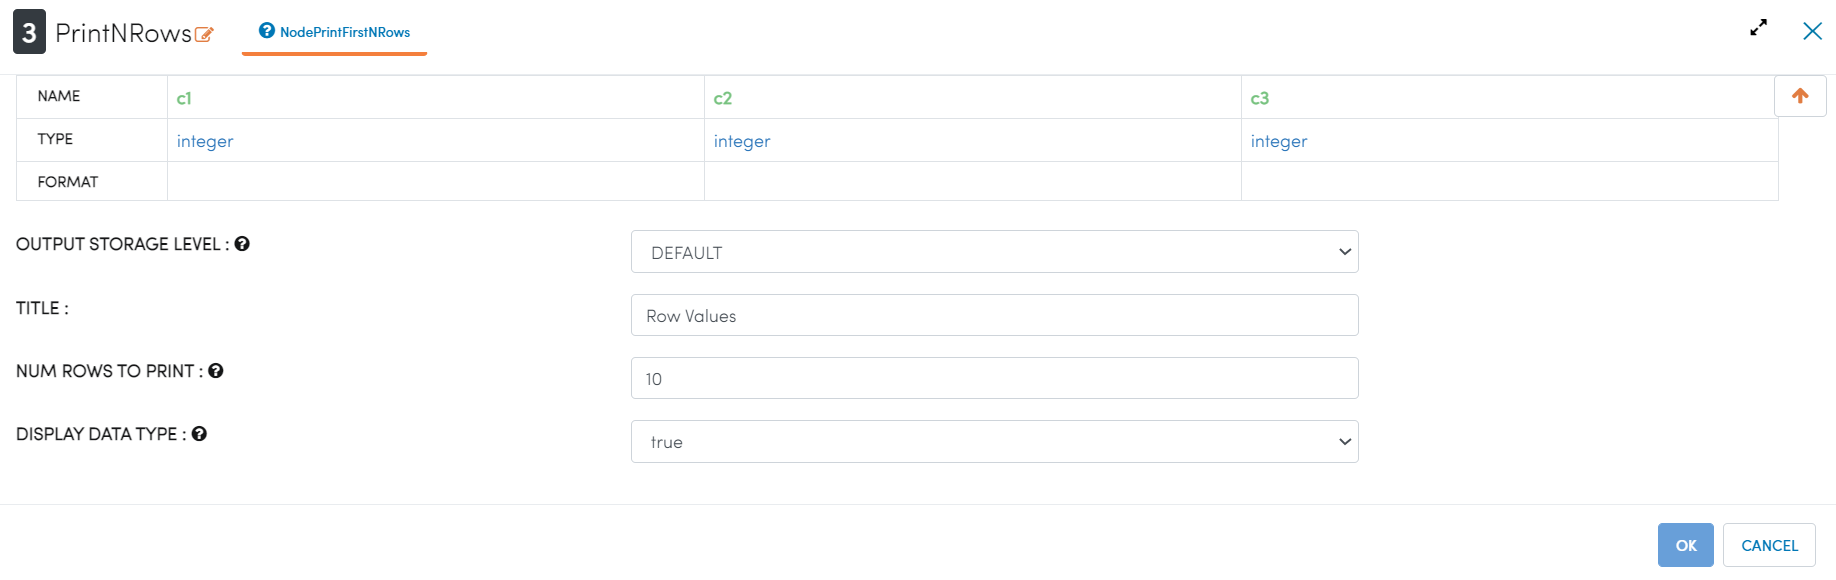 3 PrintNRows NodePrintFirstNRows
NAME c1 c2 c3
TYPE integer integer integer
FORMAT
OUTPUT STORAGE LEVEL : DEFAULT
TITLE : Row Values
NUM ROWS TO PRINT : 10
DISPLAY DATA TYPE : true
OK CANCEL